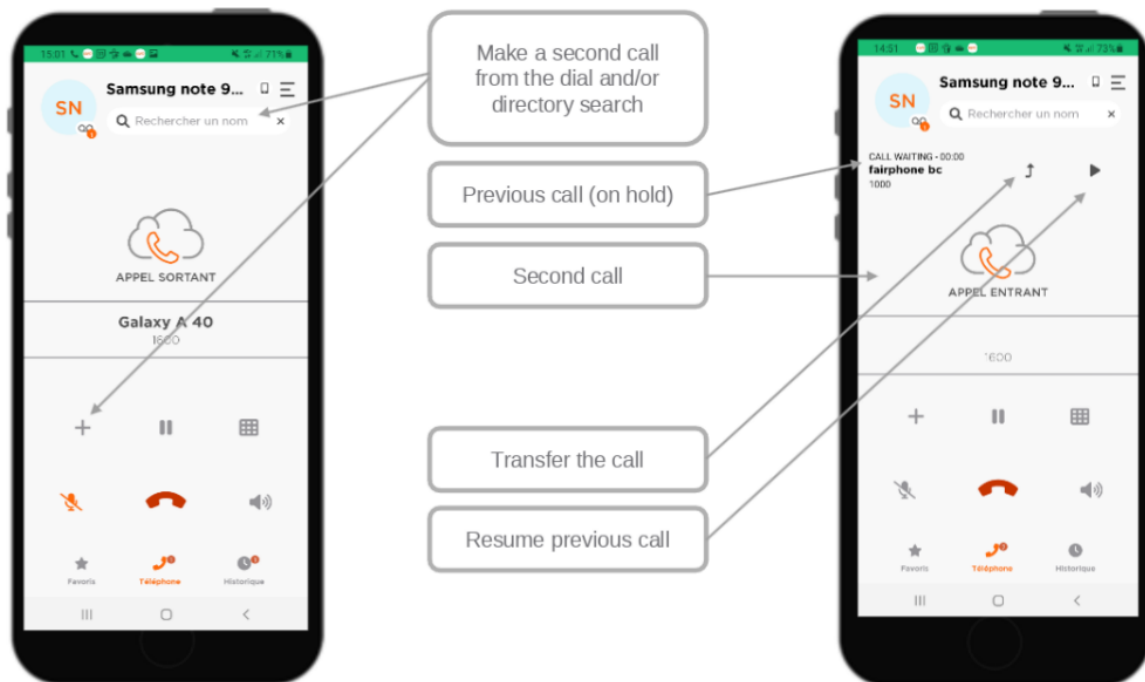 15:01
71%
SN
Samsung note 9...
Rechercher un nom
APPEL SORTANT
Galaxy A 40
1600
Favoris
Téléphone
Historique
Make a second call
from the dial and/or
directory search
Previous call (on hold)
Second call
Transfer the call
Resume previous call
14:51
73%
SN
Samsung note 9...
Rechercher un nom
CALL WAITING - 00:00
fairphone bc
1000
APPEL ENTRANT
1600
Favoris
Téléphone
Historique